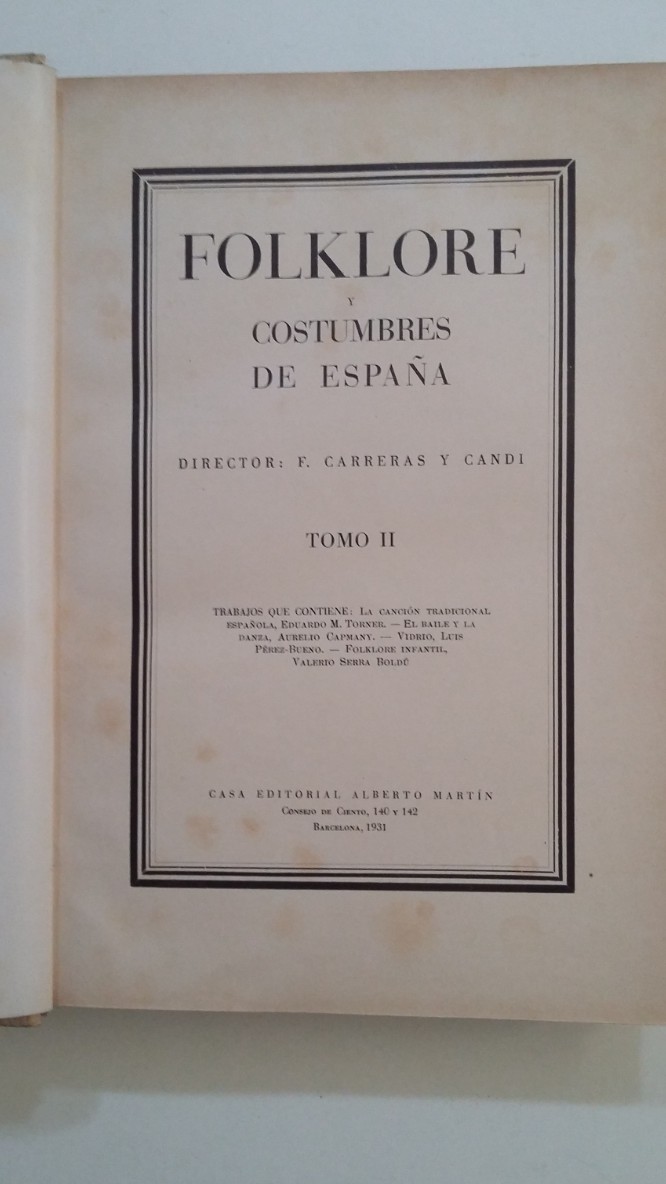 FOLKLORE
Y
COSTUMBRES
DE ESPAÑA
DIRECTOR: F. CARRERAS Y CANDI
TOMO II
TRABAJOS QUE CONTIENE: LA CANCIÓN TRADICIONAL
ESPAÑOLA, EDUARDO M. TORNER. — EL BAILE Y LA
DANZA, AURELIO CAPMANY. — VIDRIO, LUIS
PÉREZ-BUENO. — FOLKLORE INFANTIL,
VALERIO SERRA BOLDÚ
CASA EDITORIAL ALBERTO MARTÍN
CONSEJO DE CIENTO, 140 Y 142
BARCELONA, 1931